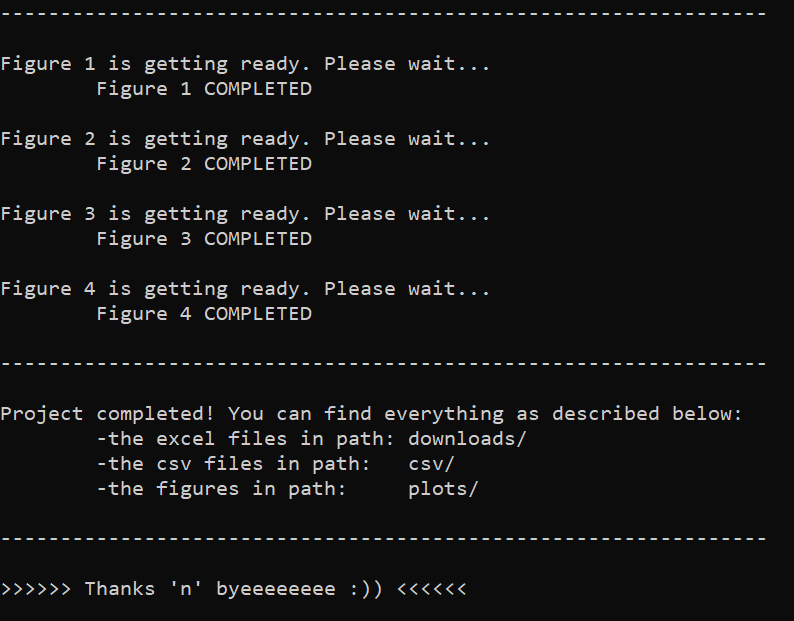 ----------------------------------------------------------------
Figure 1 is getting ready. Please wait...
Figure 1 COMPLETED
Figure 2 is getting ready. Please wait...
Figure 2 COMPLETED
Figure 3 is getting ready. Please wait...
Figure 3 COMPLETED
Figure 4 is getting ready. Please wait...
Figure 4 COMPLETED
----------------------------------------------------------------
Project completed! You can find everything as described below:
-the excel files in path: downloads/
-the csv files in path:   csv/
-the figures in path:     plots/
----------------------------------------------------------------
>>>>>> Thanks 'n' byeeeeeeee :)) <<<<<<